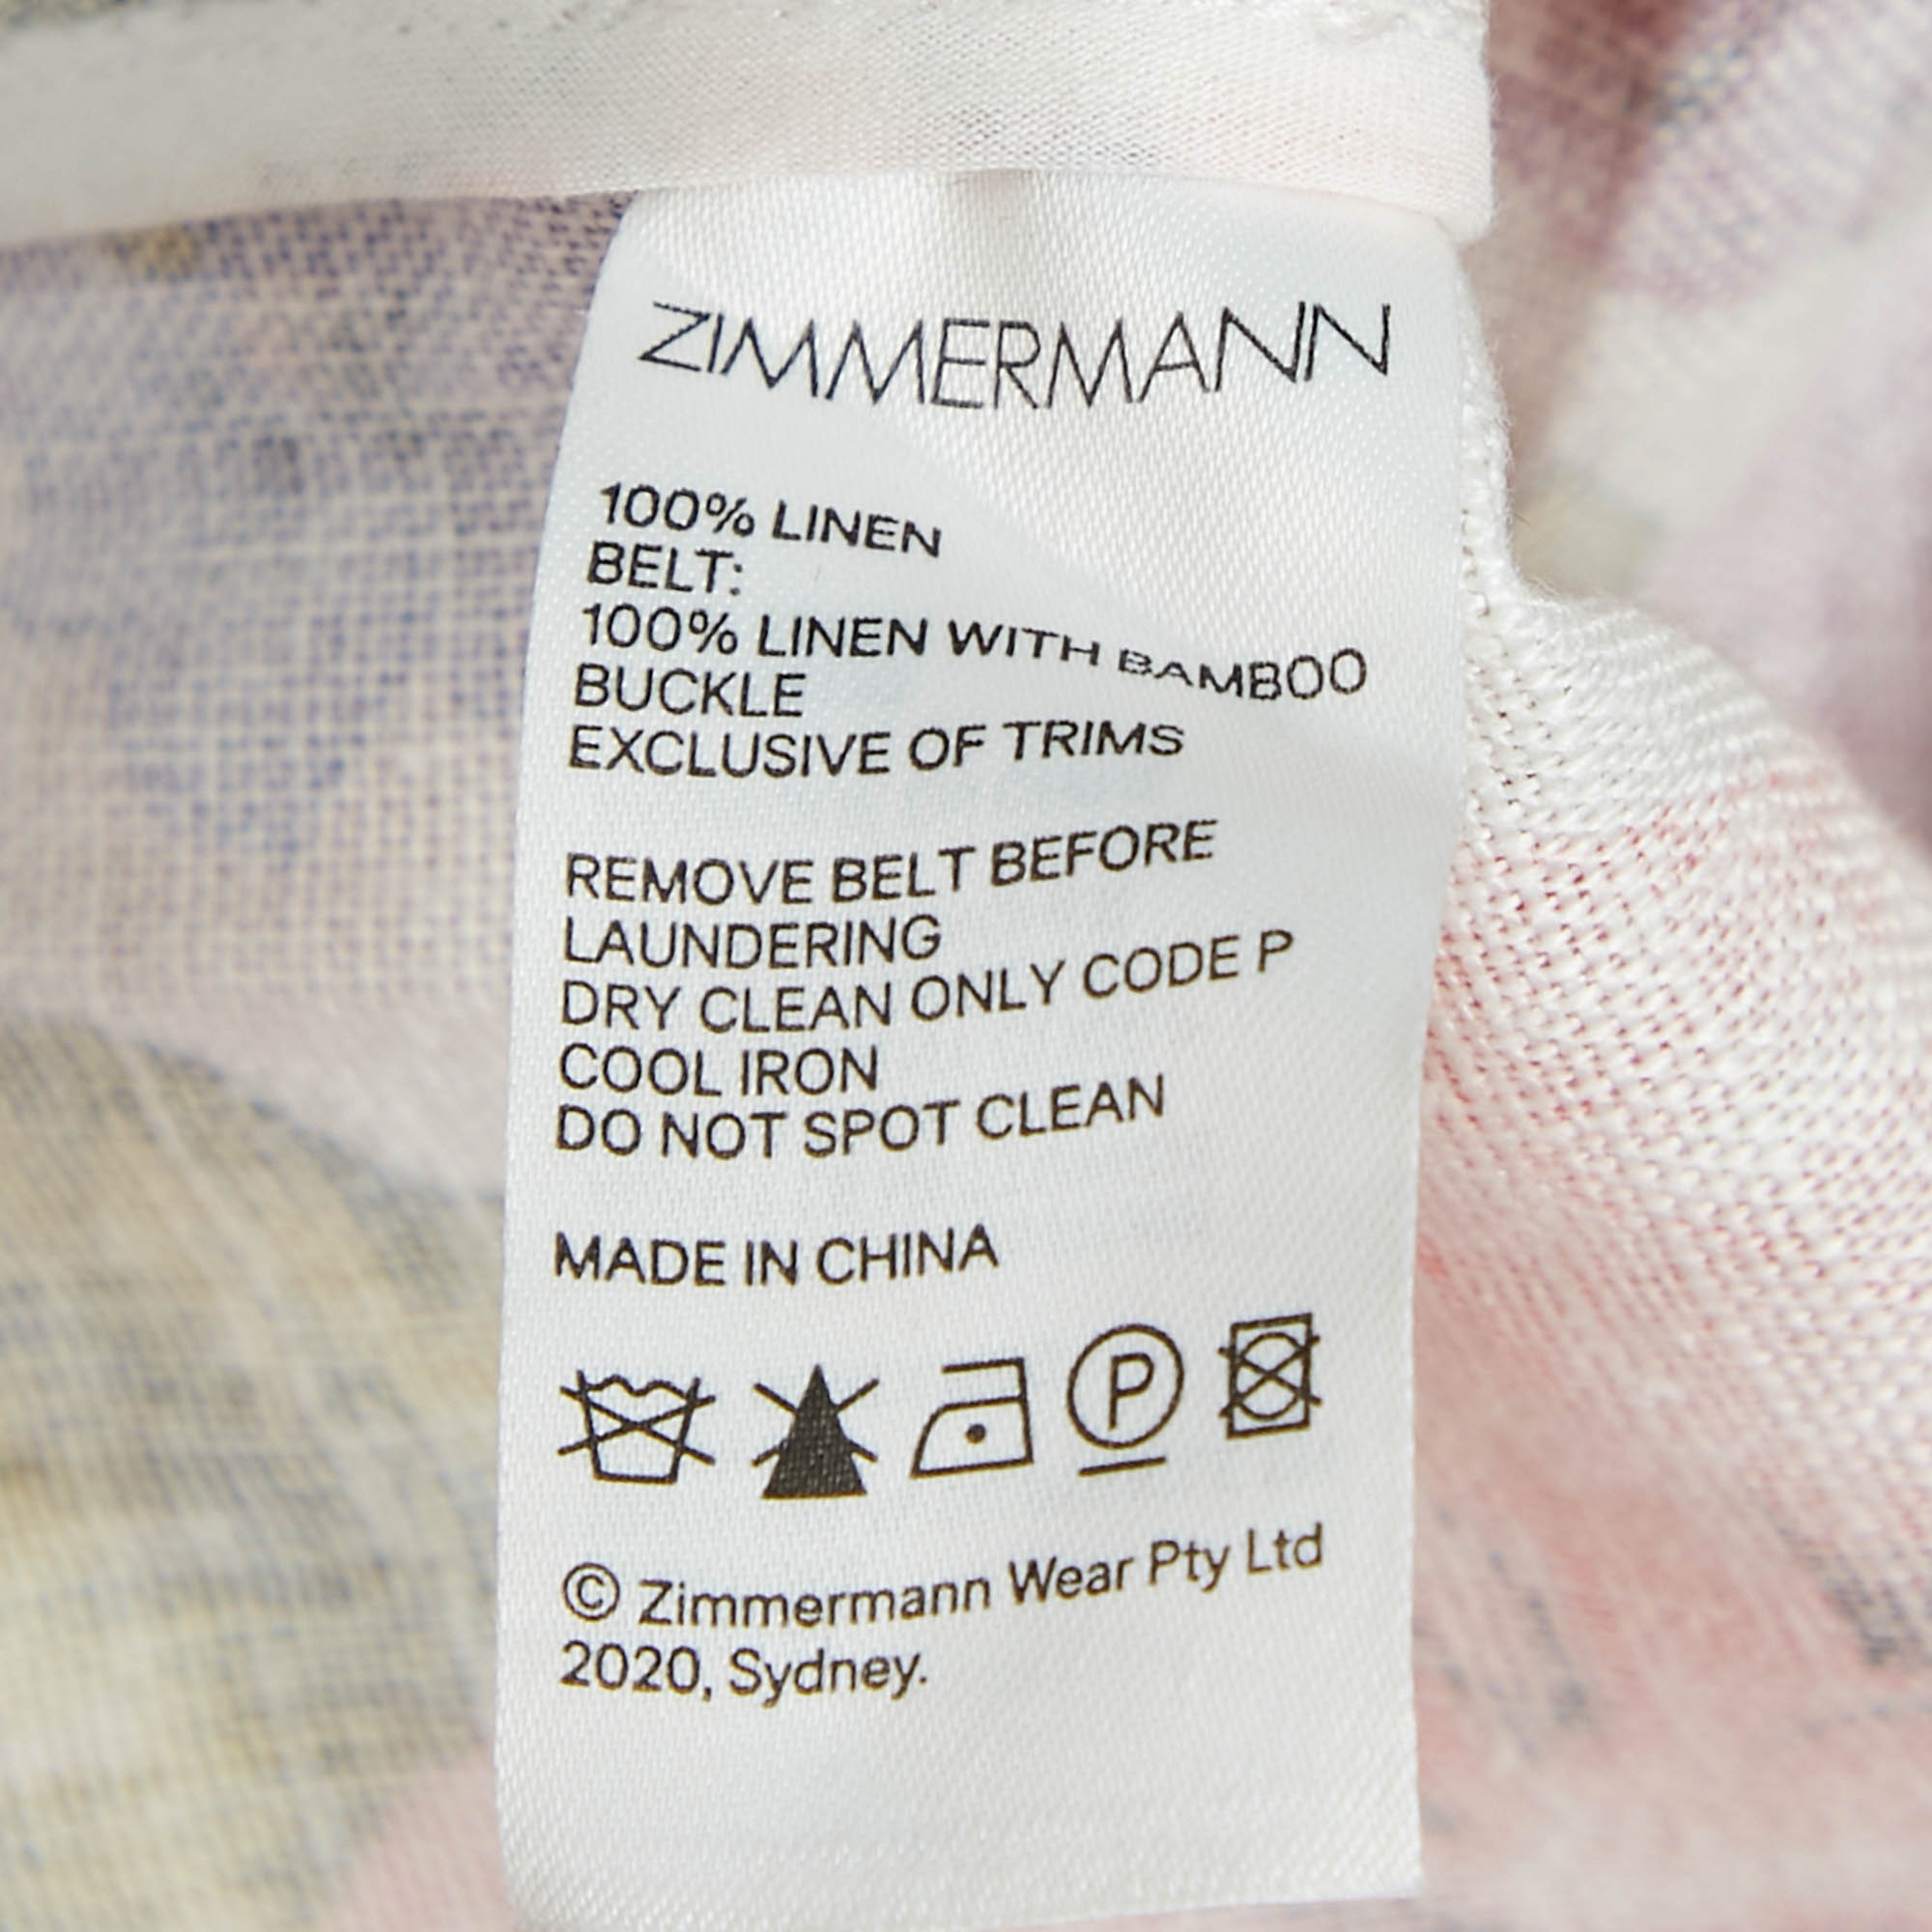 ZIMMERMANN
100% LINEN
BELT:
100% LINEN WITH BAMBOO
BUCKLE
EXCLUSIVE OF TRIMS
REMOVE BELT BEFORE
LAUNDERING
DRY CLEAN ONLY CODE P
COOL IRON
DO NOT SPOT CLEAN
MADE IN CHINA
P
© Zimmermann Wear Pty Ltd
2020, Sydney.